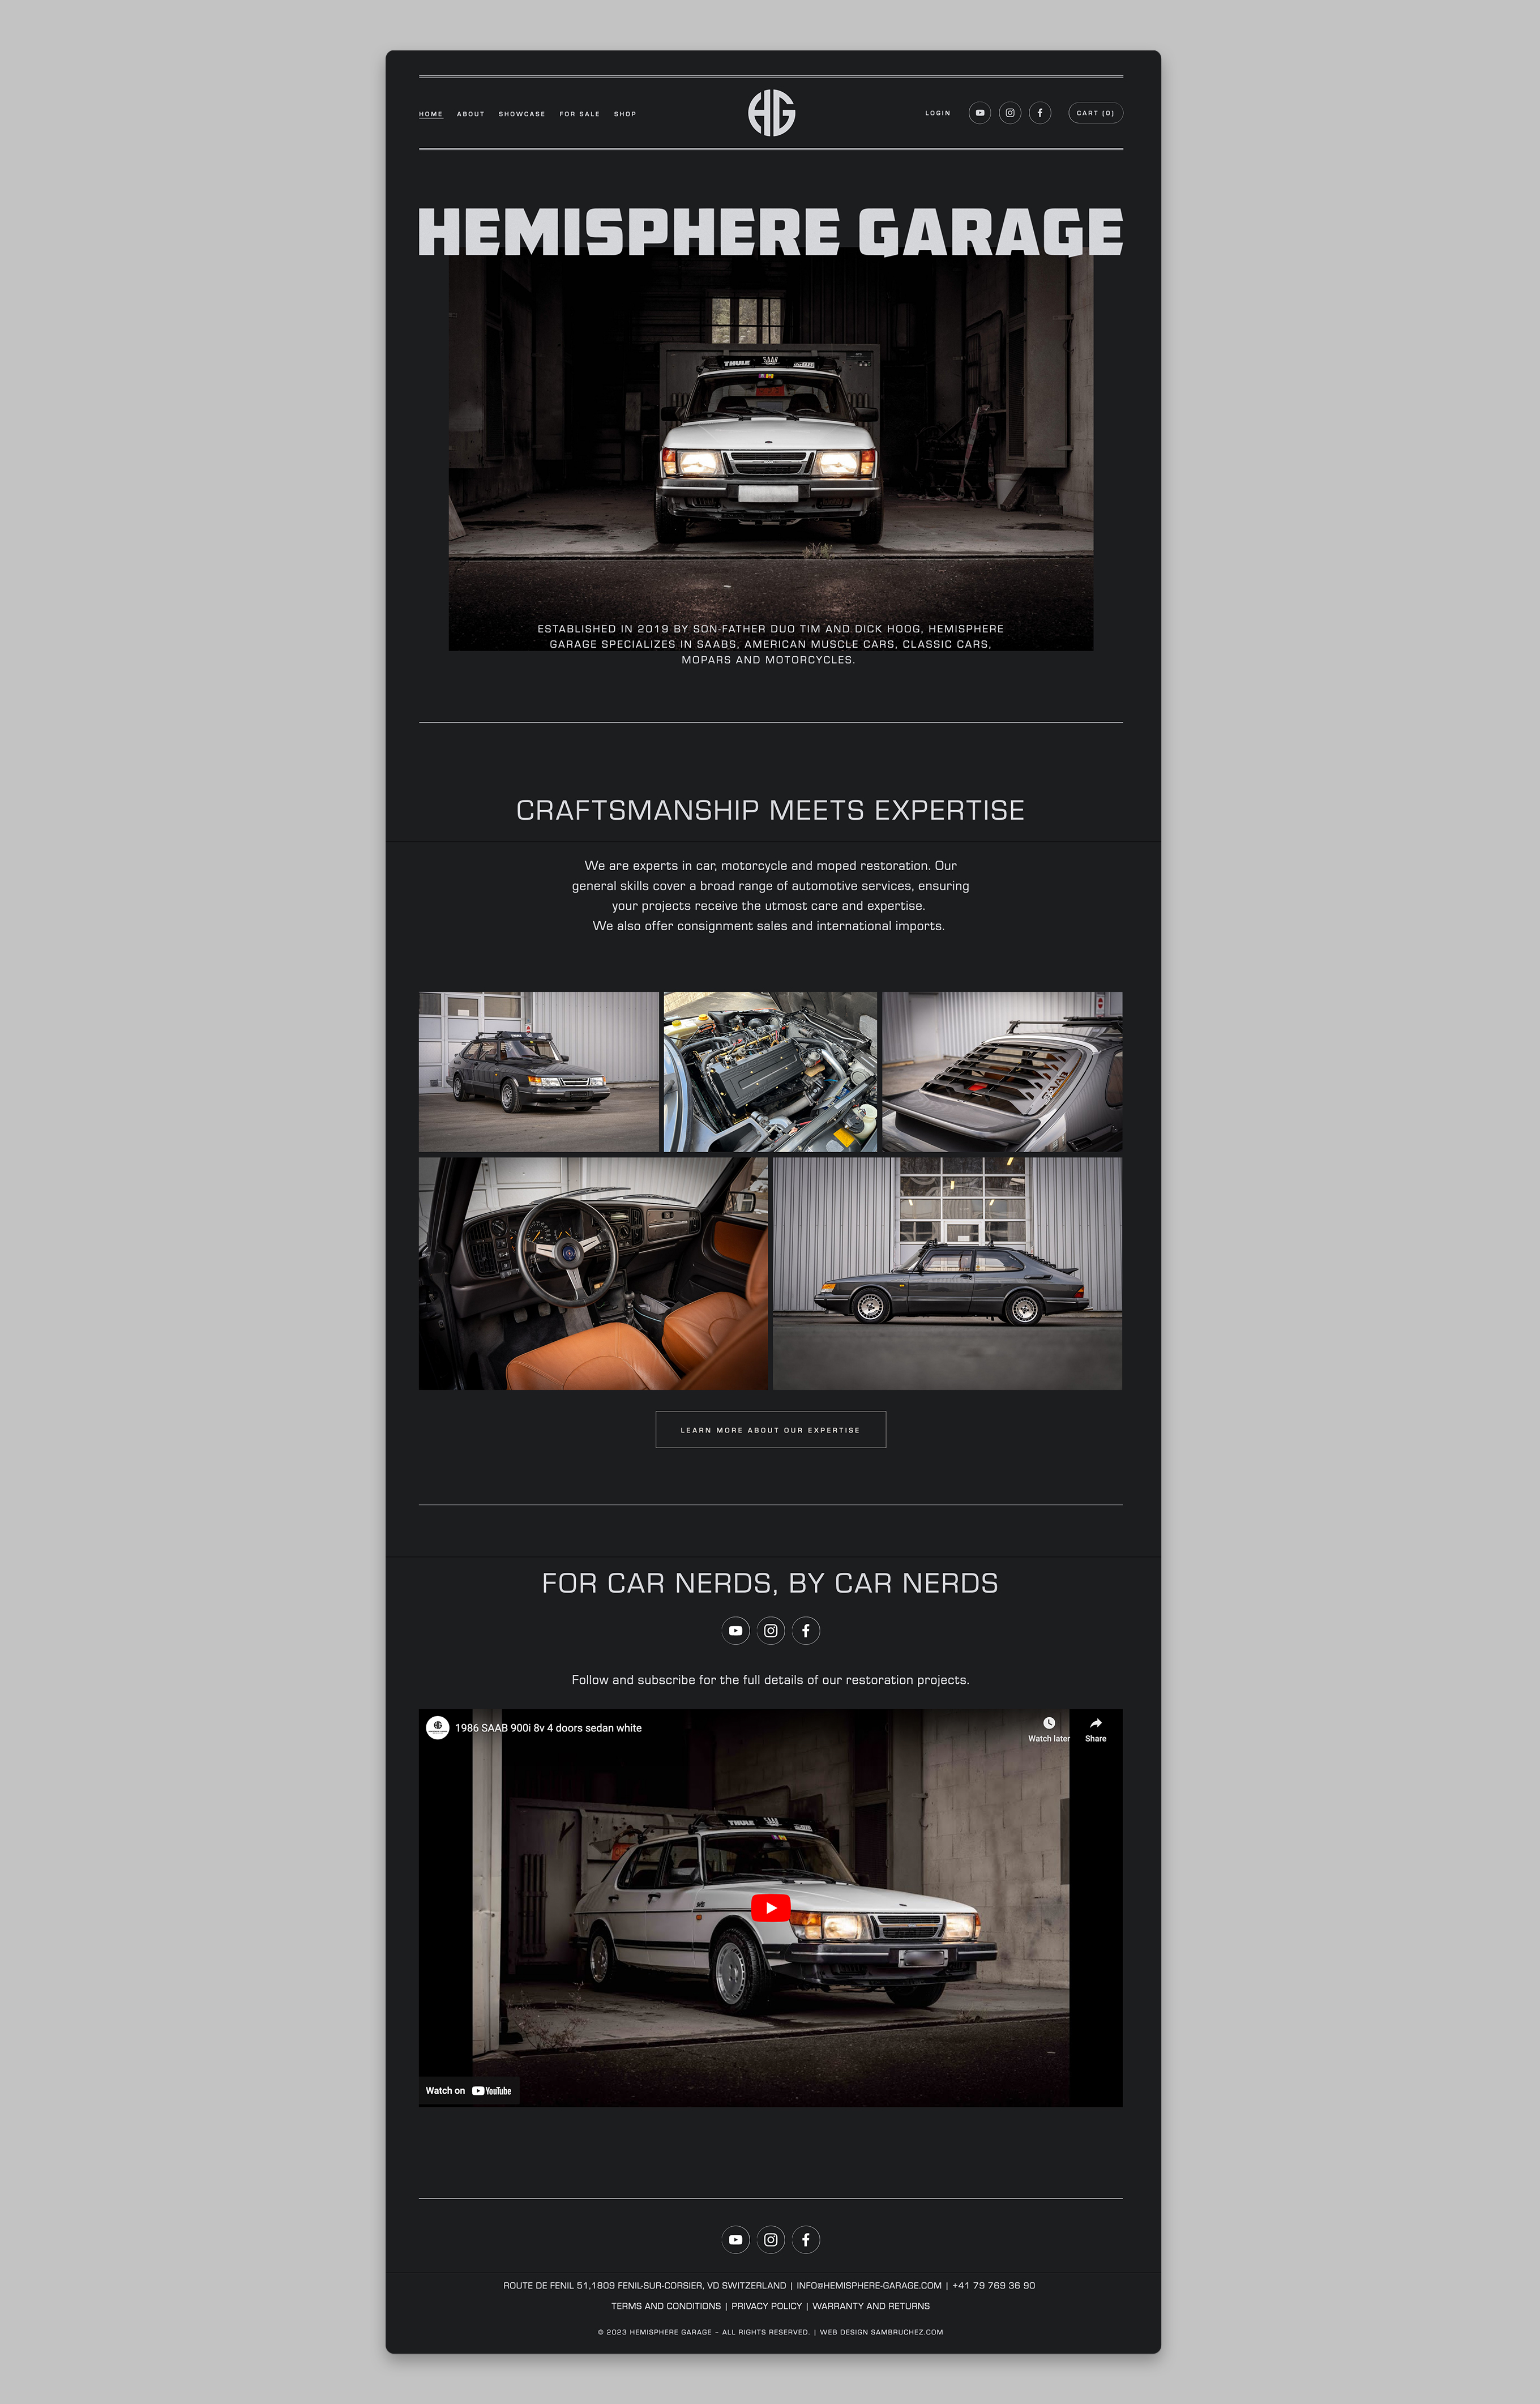 HOME ABOUT SHOWCASE FOR SALE SHOP
HG
LOGIN
CART (0)
HEMISPHERE GARAGE
THULE SAAB
ESTABLISHED IN 2019 BY SON-FATHER DUO TIM AND DICK HOOG, HEMISPHERE
GARAGE SPECIALIZES IN SAABS, AMERICAN MUSCLE CARS, CLASSIC CARS,
MOPARS AND MOTORCYCLES.
CRAFTSMANSHIP MEETS EXPERTISE
We are experts in car, motorcycle and moped restoration. Our
general skills cover a broad range of automotive services, ensuring
your projects receive the utmost care and expertise.
We also offer consignment sales and international imports.
SAAB
LEARN MORE ABOUT OUR EXPERTISE
FOR CAR NERDS, BY CAR NERDS
Follow and subscribe for the full details of our restoration projects.
1986 SAAB 900i 8v 4 doors sedan white
Watch later
Share
THULE
Watch on YouTube
ROUTE DE FENIL 51,1809 FENIL-SUR-CORSIER, VD SWITZERLAND | INFO@HEMISPHERE-GARAGE.COM | +41 79 769 36 90
TERMS AND CONDITIONS | PRIVACY POLICY | WARRANTY AND RETURNS
© 2023 HEMISPHERE GARAGE – ALL RIGHTS RESERVED. | WEB DESIGN SAMBRUCHEZ.COM